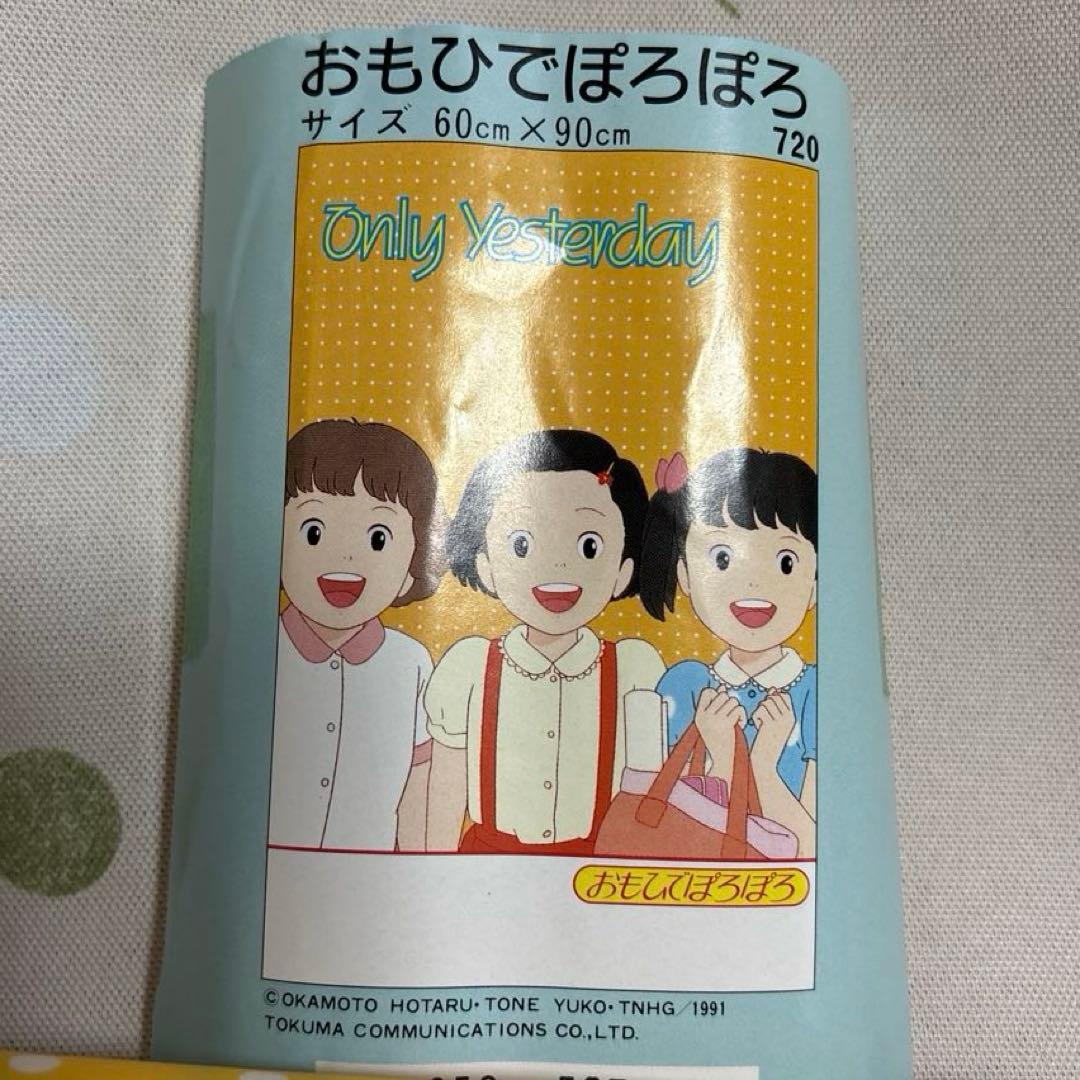 おもひでぽろぽろ
サイズ 60cm×90cm
720
Only Yesterday
おもひでぽろぽろ
©OKAMOTO HOTARU・TONE YUKO・TNHG/1991
TOKUMA COMMUNICATIONS CO.,LTD.